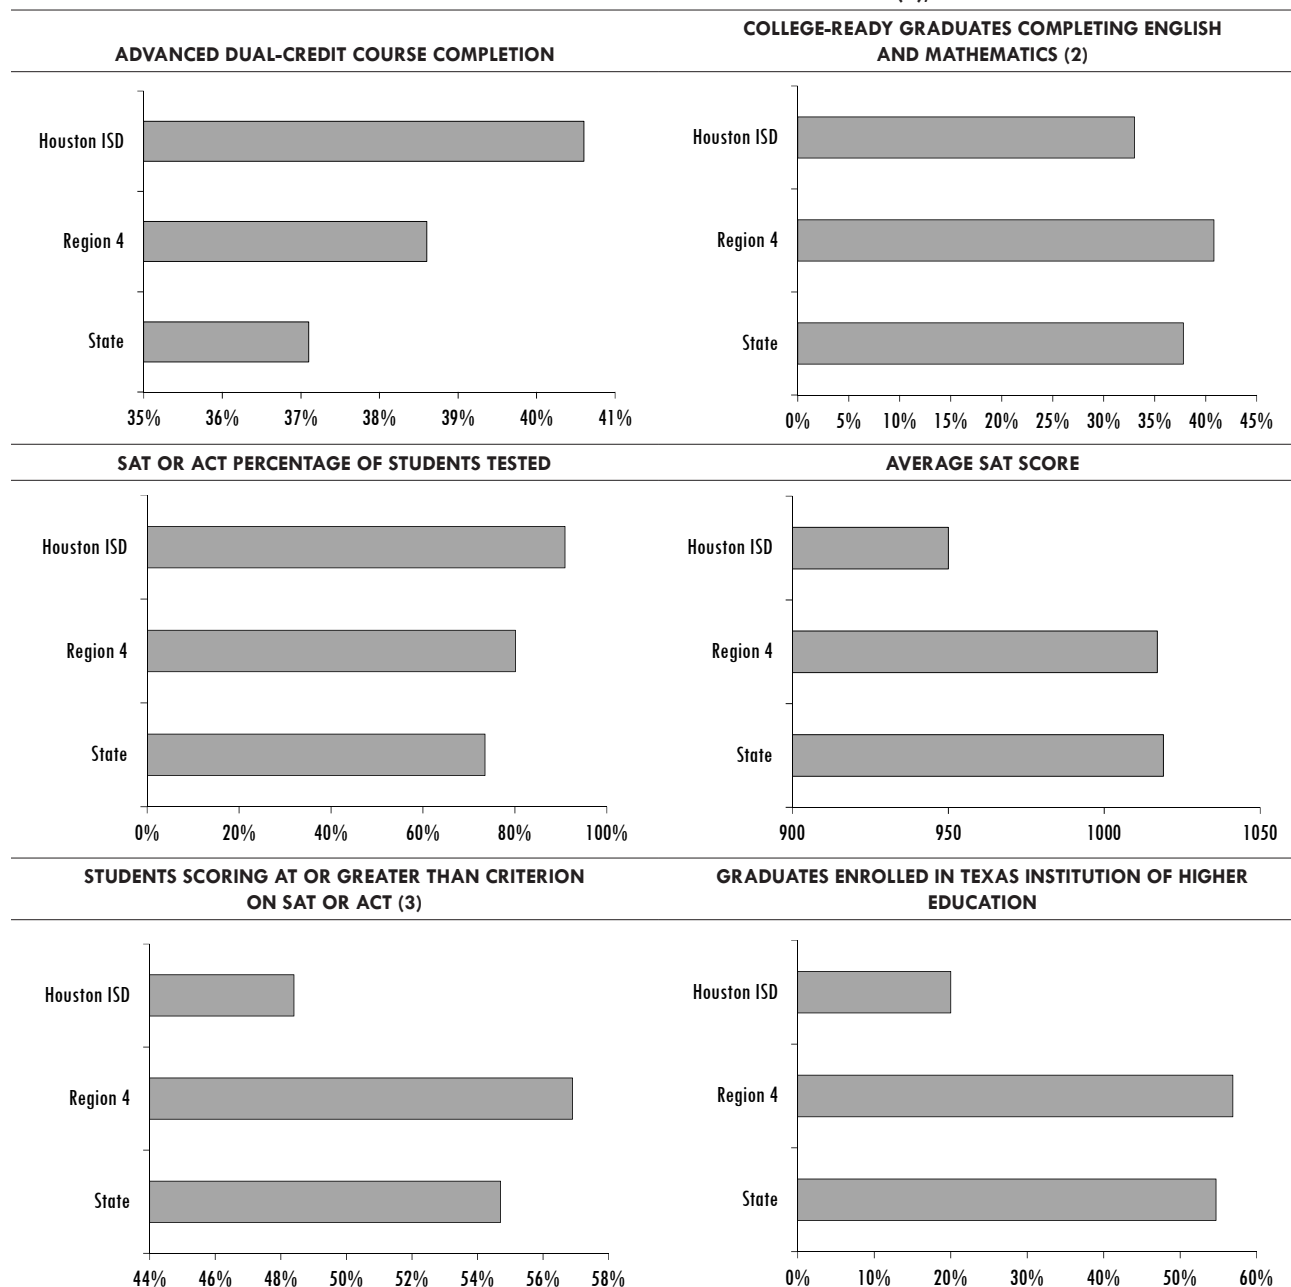 ADVANCED DUAL-CREDIT COURSE COMPLETION
COLLEGE-READY GRADUATES COMPLETING ENGLISH
AND MATHEMATICS (2)
Houston ISD
Region 4
State
35% 36% 37% 38% 39% 40% 41%
Houston ISD
Region 4
State
0% 5% 10% 15% 20% 25% 30% 35% 40% 45%
SAT OR ACT PERCENTAGE OF STUDENTS TESTED
AVERAGE SAT SCORE
Houston ISD
Region 4
State
0% 20% 40% 60% 80% 100%
Houston ISD
Region 4
State
900 950 1000 1050
STUDENTS SCORING AT OR GREATER THAN CRITERION
ON SAT OR ACT (3)
GRADUATES ENROLLED IN TEXAS INSTITUTION OF HIGHER
EDUCATION
Houston ISD
Region 4
State
44% 46% 48% 50% 52% 54% 56% 58%
Houston ISD
Region 4
State
0% 10% 20% 30% 40% 50% 60%